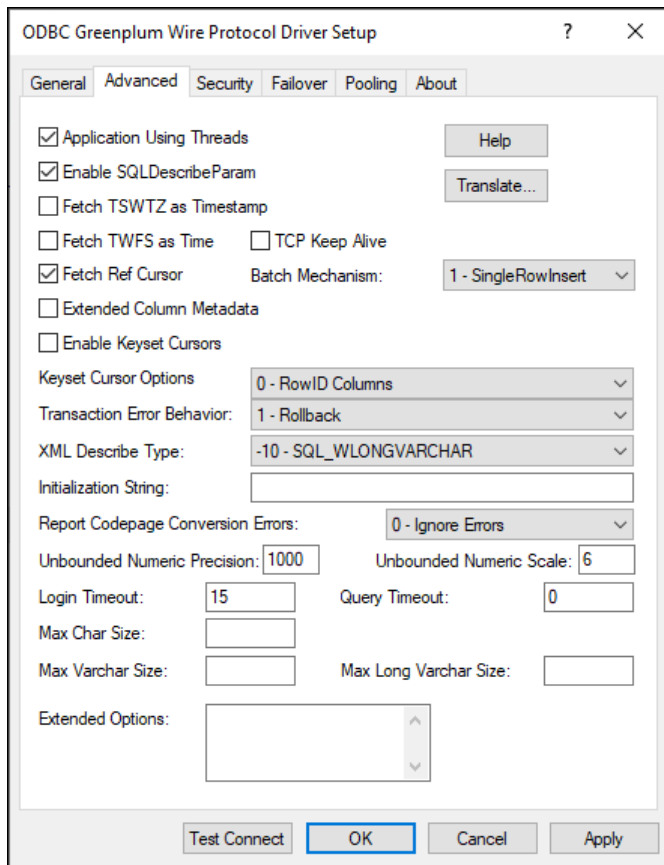 ODBC Greenplum Wire Protocol Driver Setup ?
General Advanced Security Failover Pooling About
Application Using Threads Help
Enable SQLDescribeParam
Translate...
Fetch TSWTZ as Timestamp
Fetch TWFS as Time TCP Keep Alive
Fetch Ref Cursor Batch Mechanism: 1 - SingleRowInsert
Extended Column Metadata
Enable Keyset Cursors
Keyset Cursor Options 0 - RowID Columns
Transaction Error Behavior: 1 - Rollback
XML Describe Type: -10 - SQL_WLONGVARCHAR
Initialization String:
Report Codepage Conversion Errors: 0 - Ignore Errors
Unbounded Numeric Precision: 1000 Unbounded Numeric Scale: 6
Login Timeout: 15 Query Timeout: 0
Max Char Size:
Max Varchar Size: Max Long Varchar Size:
Extended Options:
Test Connect OK Cancel Apply